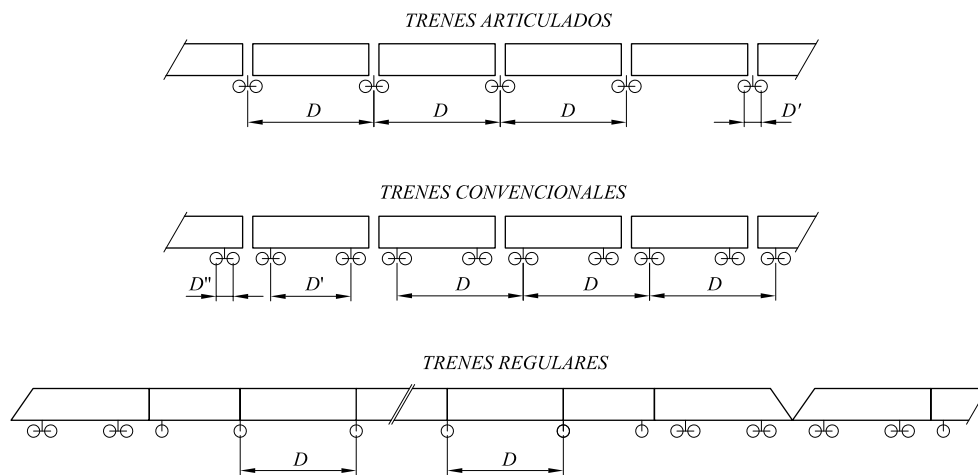 TRENES ARTICULADOS
D D D D'
TRENES CONVENCIONALES
D" D' D D D
TRENES REGULARES
D D